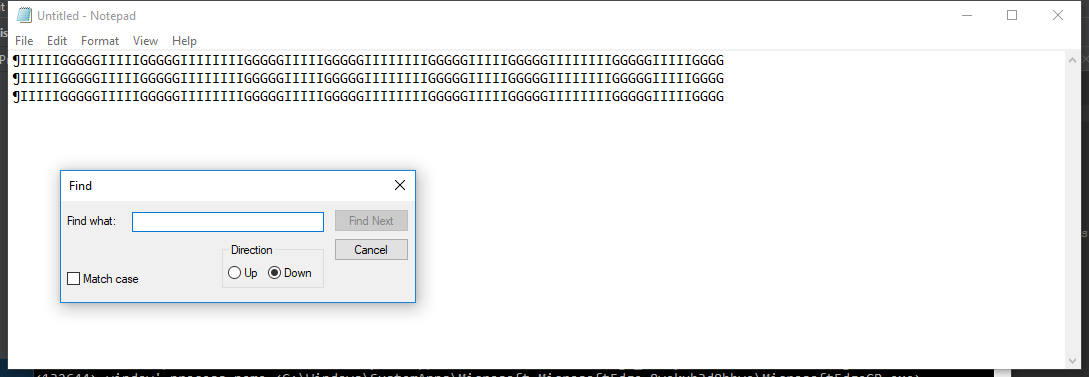 Untitled - Notepad
File Edit Format View Help
¶IIIIIGGGGGIIIIIGGGGGIIIIIIIIGGGGGIIIIIGGGGGIIIIIIIIGGGGGIIIIIGGGGGIIIIIIIIGGGGGIIIIIGGGG
¶IIIIIGGGGGIIIIIGGGGGIIIIIIIIGGGGGIIIIIGGGGGIIIIIIIIGGGGGIIIIIGGGGGIIIIIIIIGGGGGIIIIIGGGG
¶IIIIIGGGGGIIIIIGGGGGIIIIIIIIGGGGGIIIIIGGGGGIIIIIIIIGGGGGIIIIIGGGGGIIIIIIIIGGGGGIIIIIGGGG
Find
Find what:
Find Next
Direction
Cancel
Up Down
Match case